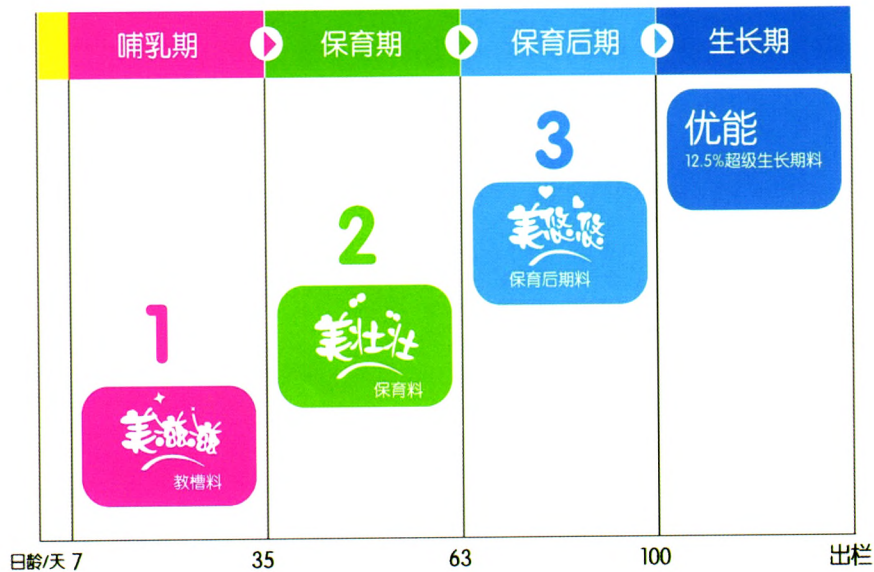 哺乳期 保育期 保育后期 生长期
优能
12.5%超级生长期料
3
美悠悠
保育后期料
2
美壮壮
保育料
1
美滋滋
教槽料
日龄/天 7 35 63 100 出栏